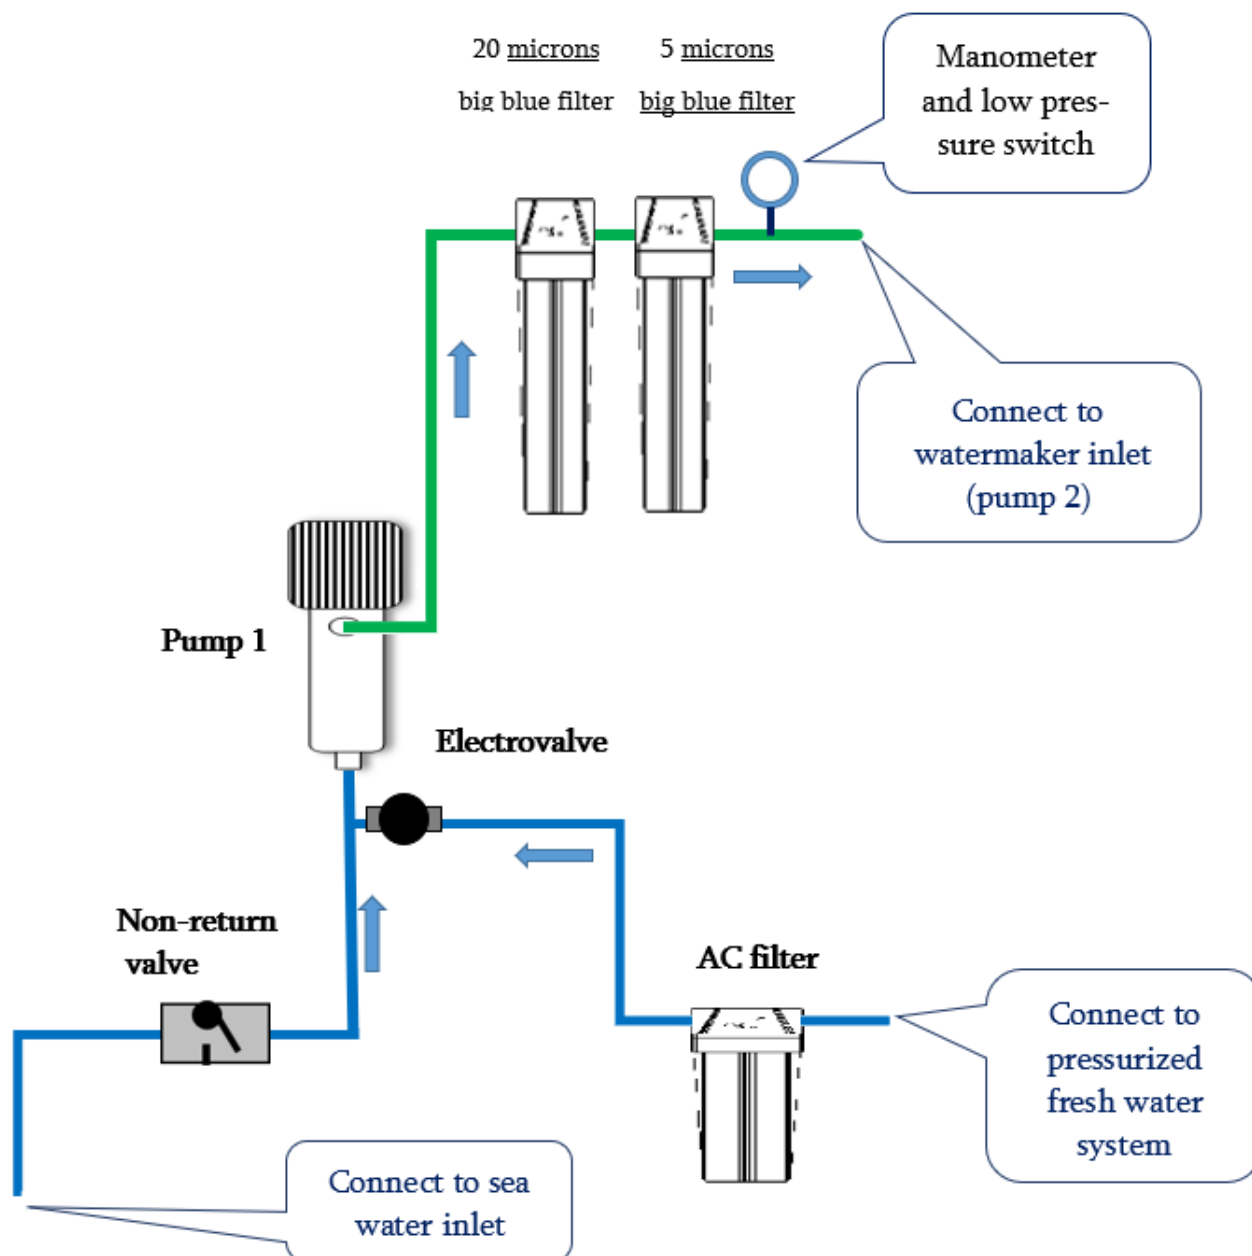 20 microns
big blue filter
5 microns
big blue filter
Manometer
and low pres-
sure switch
Connect to
watermaker inlet
(pump 2)
Pump 1
Electrovalve
Non-return
valve
AC filter
Connect to
pressurized
fresh water
system
Connect to sea
water inlet